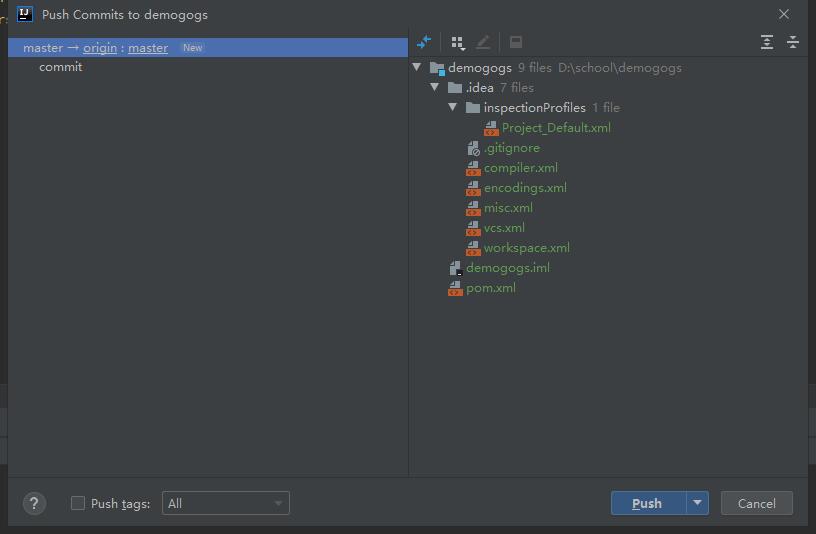 Push Commits to demogogs
master → origin : master New
commit
demogogs 9 files D:\school\demogogs
.idea 7 files
inspectionProfiles 1 file
Project_Default.xml
.gitignore
compiler.xml
encodings.xml
misc.xml
vcs.xml
workspace.xml
demogogs.iml
pom.xml
? Push tags: All Push Cancel